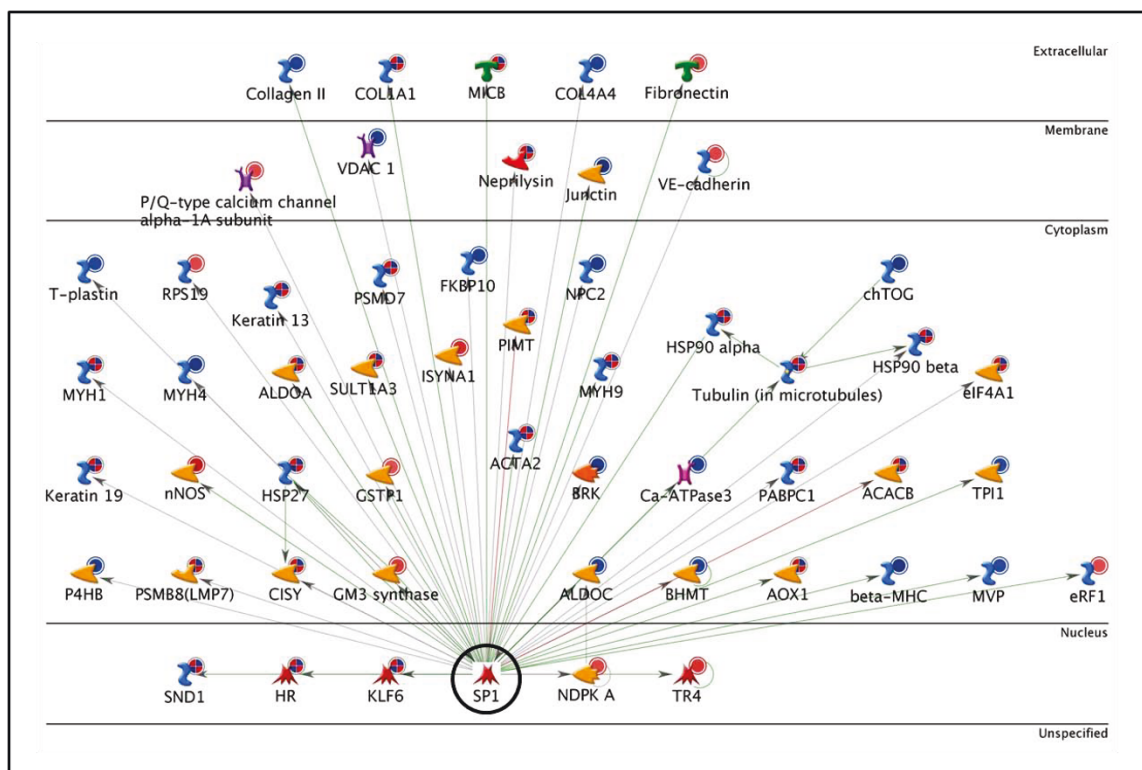 Extracellular
Collagen II
COL1A1
MICB
COL4A4
Fibronectin
Membrane
VDAC 1
Neprilysin
Junctin
VE-cadherin
P/Q-type calcium channel
alpha-1A subunit
Cytoplasm
T-plastin
RPS19
Keratin 13
PSMD7
FKBP10
NPC2
chTOG
PIMT
HSP90 alpha
HSP90 beta
MYH1
MYH4
ALDOA
SULT1A3
ISYNA1
MYH9
Tubulin (in microtubules)
eIF4A1
ACTA2
Keratin 19
nNOS
HSP27
GSTP1
BRK
Ca-ATPase3
PABPC1
ACACB
TPI1
P4HB
PSMB8(LMP7)
CISY
GM3 synthase
ALDOC
BHMT
AOX1
beta-MHC
MVP
eRF1
Nucleus
SND1
HR
KLF6
SP1
NDPK A
TR4
Unspecified